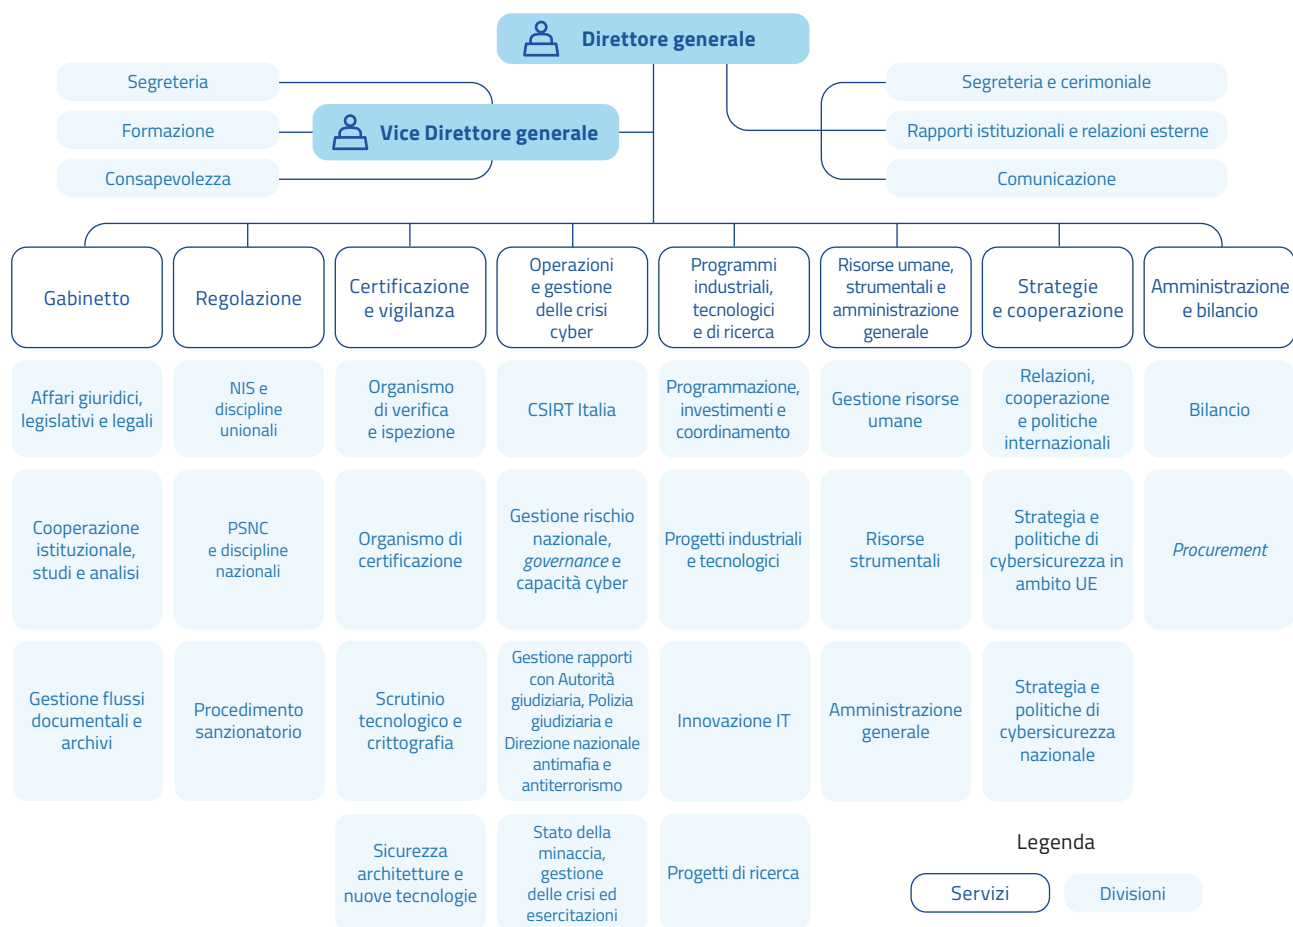 Direttore generale
Segreteria
Formazione
Consapevolezza
Vice Direttore generale
Segreteria e cerimoniale
Rapporti istituzionali e relazioni esterne
Comunicazione
Gabinetto
Regolazione
Certificazione
e vigilanza
Operazioni
e gestione
delle crisi
cyber
Programmi
industriali,
tecnologici
e di ricerca
Risorse umane,
strumentali e
amministrazione
generale
Strategie
e cooperazione
Amministrazione
e bilancio
Affari giuridici,
legislativi e legali
NIS e
discipline
unionali
Organismo
di verifica
e ispezione
CSIRT Italia
Programmazione,
investimenti e
coordinamento
Gestione risorse
umane
Relazioni,
cooperazione
e politiche
internazionali
Bilancio
Cooperazione
istituzionale,
studi e analisi
PSNC
e discipline
nazionali
Organismo di
certificazione
Gestione rischio
nazionale,
governance e
capacità cyber
Progetti industriali
e tecnologici
Risorse
strumentali
Strategia e
politiche di
cybersicurezza in
ambito UE
Procurement
Gestione flussi
documentali e
archivi
Procedimento
sanzionatorio
Scrutinio
tecnologico e
crittografia
Gestione rapporti
con Autorità
giudiziaria, Polizia
giudiziaria e
Direzione nazionale
antimafia e
antiterrorismo
Innovazione IT
Amministrazione
generale
Strategia e
politiche di
cybersicurezza
nazionale
Sicurezza
architetture e
nuove tecnologie
Stato della
minaccia,
gestione
delle crisi ed
esercitazioni
Progetti di ricerca
Legenda
Servizi
Divisioni